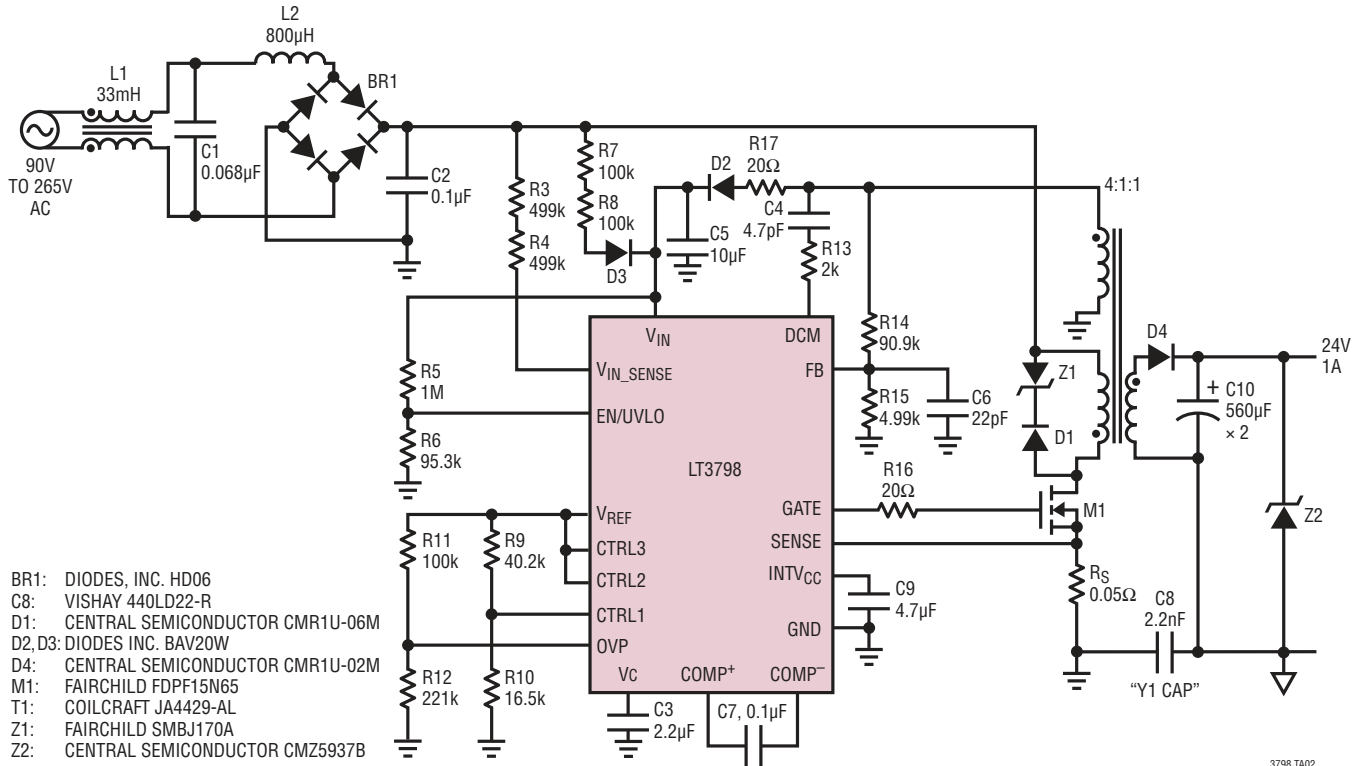 L2
800µH
BR1
L1
33mH
90V
TO 265V
AC
C1
0.068µF
C2
0.1µF
R3
499k
R4
499k
R7
100k
R8
100k
D3
D2
R17
20Ω
C4
4.7pF
C5
10µF
R13
2k
4:1:1
R5
1M
R6
95.3k
R14
90.9k
R15
4.99k
C6
22pF
Z1
D1
D4
24V
1A
+ C10
560µF
× 2
Z2
V_IN
DCM
V_IN_SENSE
FB
EN/UVLO
LT3798
R16
20Ω
GATE
M1
V_REF
SENSE
CTRL3
INTV_CC
CTRL2
CTRL1
GND
OVP
V_C
COMP⁺
COMP⁻
R11
100k
R9
40.2k
R12
221k
R10
16.5k
C3
2.2µF
C7, 0.1µF
C9
4.7µF
R_S
0.05Ω
C8
2.2nF
"Y1 CAP"
BR1: DIODES, INC. HD06
C8: VISHAY 440LD22-R
D1: CENTRAL SEMICONDUCTOR CMR1U-06M
D2, D3: DIODES INC. BAV20W
D4: CENTRAL SEMICONDUCTOR CMR1U-02M
M1: FAIRCHILD FDPF15N65
T1: COILCRAFT JA4429-AL
Z1: FAIRCHILD SMBJ170A
Z2: CENTRAL SEMICONDUCTOR CMZ5937B
3798 TA02